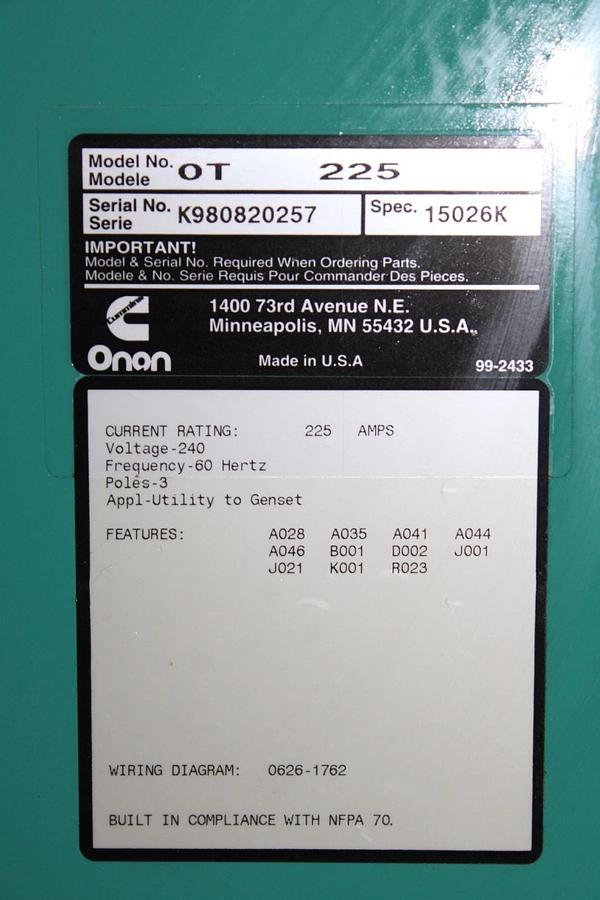 Model No. OT 225
Modele
Serial No. K980820257 Spec. 15026K
Serie
IMPORTANT!
Model & Serial No. Required When Ordering Parts.
Modele & No. Serie Requis Pour Commander Des Pieces.
Cummins
1400 73rd Avenue N.E.
Minneapolis, MN 55432 U.S.A.
Onan
Made in U.S.A
99-2433
CURRENT RATING: 225 AMPS
Voltage-240
Frequency-60 Hertz
Poles-3
Appl-Utility to Genset
FEATURES: A028 A035 A041 A044
A046 B001 D002 J001
J021 K001 R023
WIRING DIAGRAM: 0626-1762
BUILT IN COMPLIANCE WITH NFPA 70.